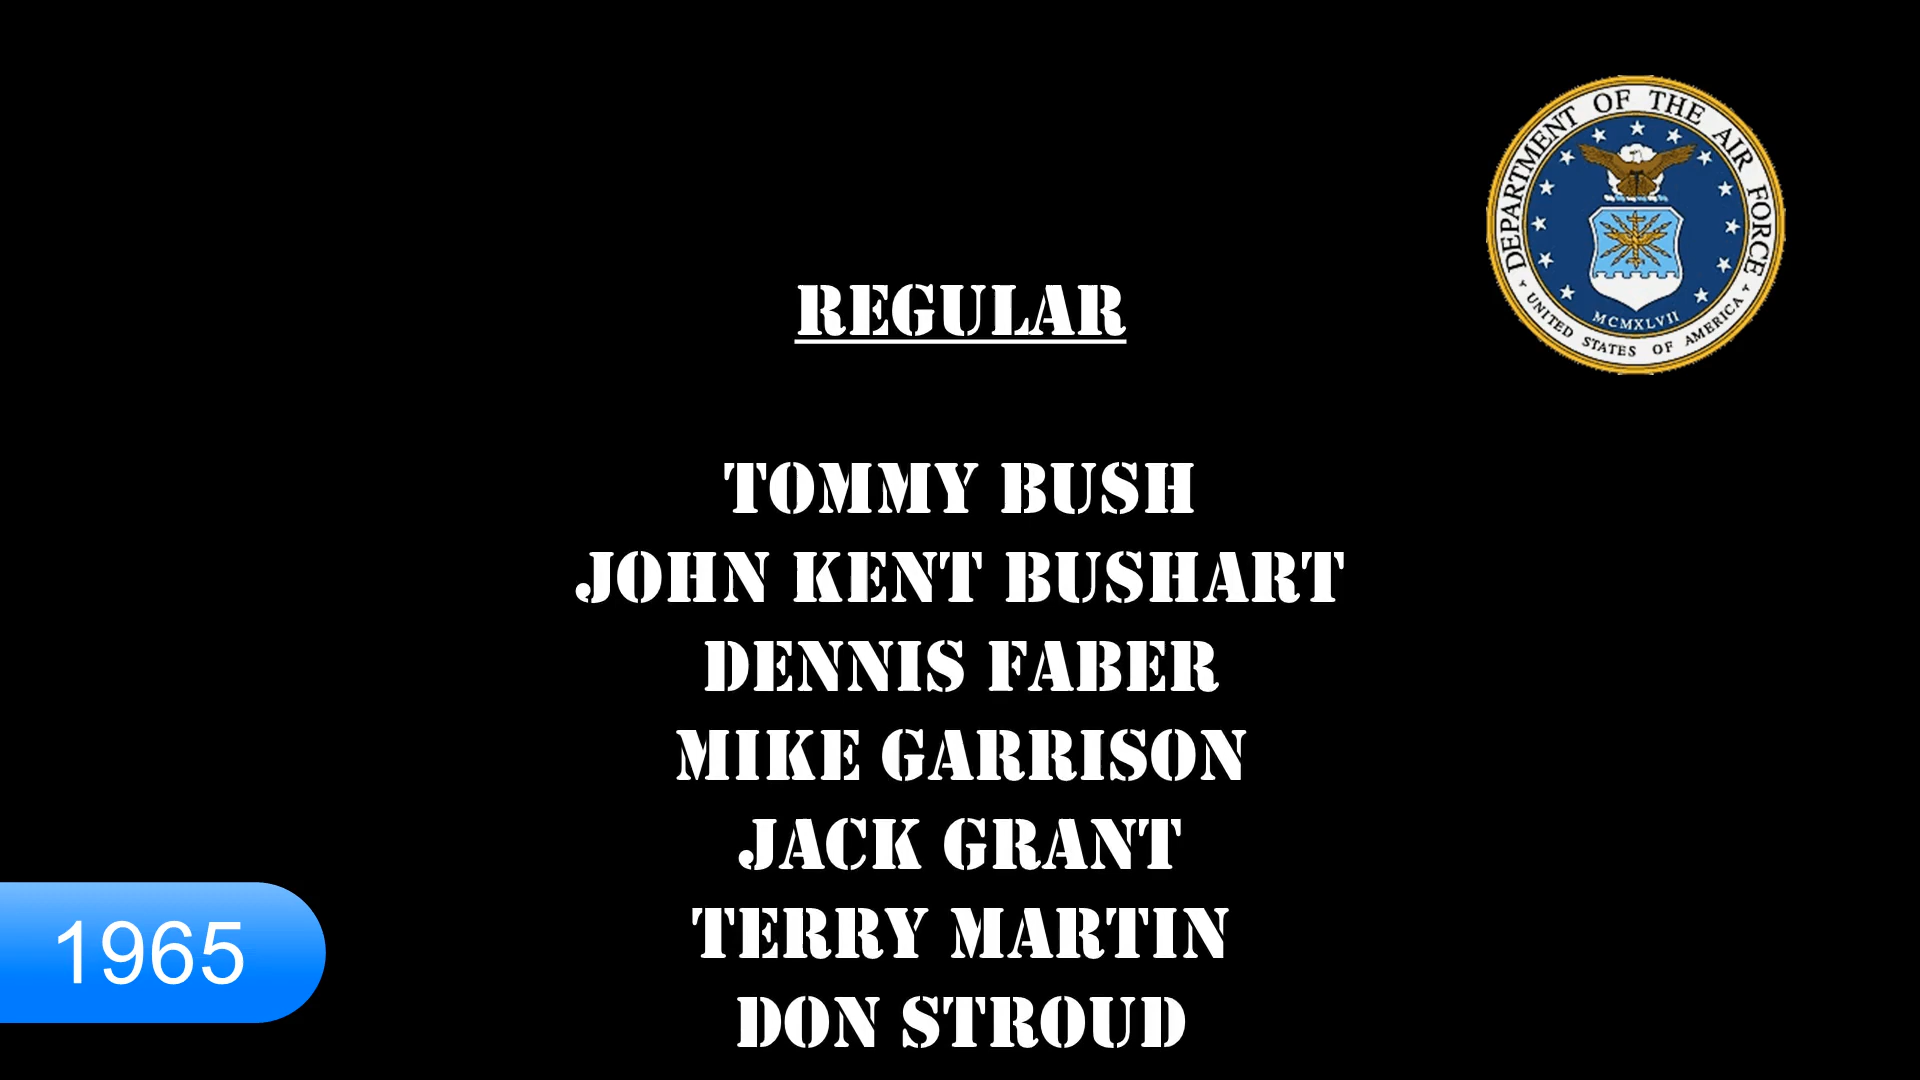 DEPARTMENT OF THE AIR FORCE
UNITED STATES OF AMERICA
MCMXLVII
REGULAR
TOMMY BUSH
JOHN KENT BUSHART
DENNIS FABER
MIKE GARRISON
JACK GRANT
TERRY MARTIN
DON STROUD
1965